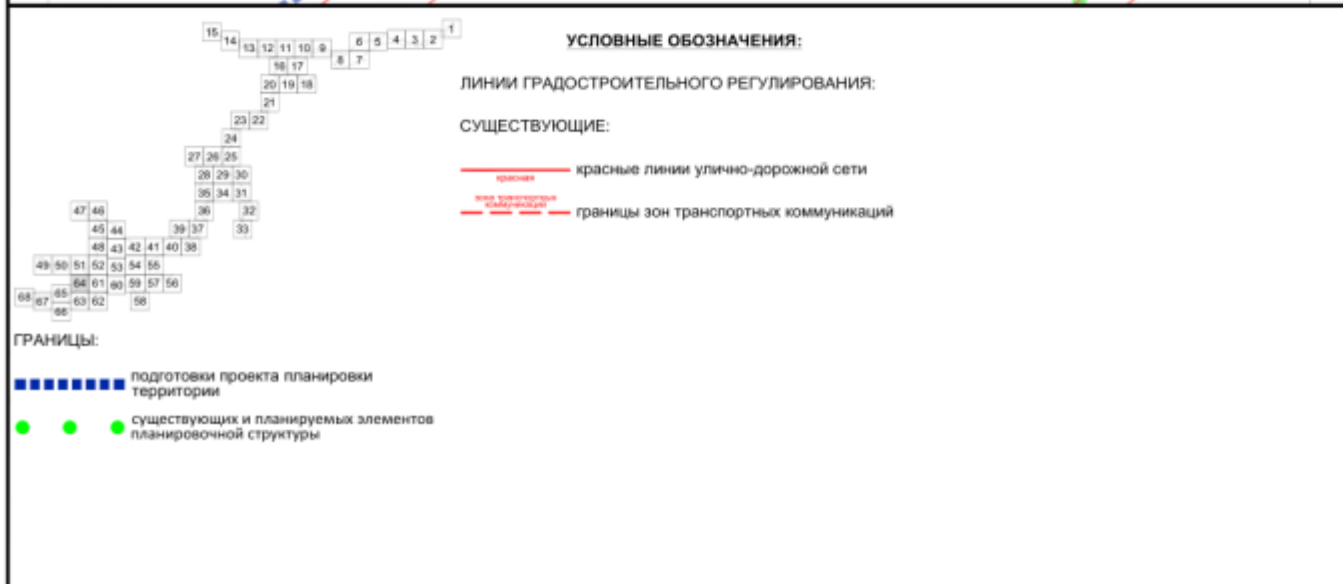 1
15
14
13 12 11 10 9
6 5 4 3 2
8 7
16 17
20 19 18
21
23 22
24
27 26 25
28 29 30
35 34 31
47 46
36
32
45 44
39 37
33
48 43 42 41 40 38
49 50 51 52 53 54 55
64 61 60 59 57 56
68 67 65 63 62
58
66
УСЛОВНЫЕ ОБОЗНАЧЕНИЯ:
ЛИНИИ ГРАДОСТРОИТЕЛЬНОГО РЕГУЛИРОВАНИЯ:
СУЩЕСТВУЮЩИЕ:
красная
красные линии улично-дорожной сети
зона транспортных
коммуникаций
границы зон транспортных коммуникаций
ГРАНИЦЫ:
подготовки проекта планировки
территории
существующих и планируемых элементов
планировочной структуры